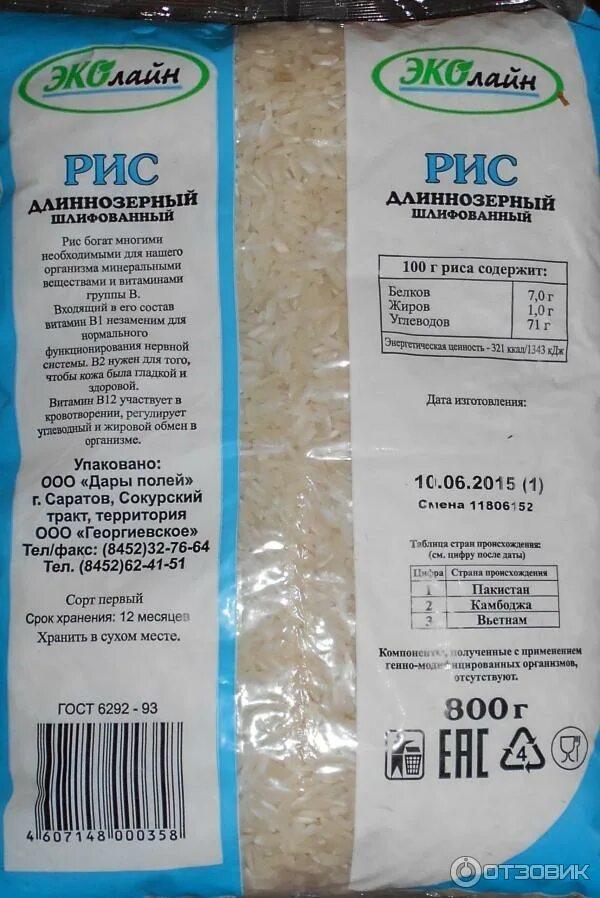 ЭКОлайн
РИС
ДЛИННОЗЕРНЫЙ
ШЛИФОВАННЫЙ
Рис богат многими
необходимыми для нашего
организма минеральными
веществами и витаминами
группы В.
Входящий в его состав
витамин В1 незаменим для
нормального
функционирования нервной
системы. В2 нужен для того,
чтобы кожа была гладкой и
здоровой.
Витамин В12 участвует в
кровотворении, регулирует
углеводный и жировой обмен в
организме.
Упаковано:
ООО «Дары полей»
г. Саратов, Сокурский
тракт, территория
ООО «Георгиевское»
Тел/факс: (8452)32-76-64
Тел. (8452)62-41-51
Сорт первый
Срок хранения: 12 месяцев
Хранить в сухом месте.
ГОСТ 6292 - 93
4 607148 000358
ЭКОлайн
РИС
ДЛИННОЗЕРНЫЙ
ШЛИФОВАННЫЙ
100 г риса содержит:
Белков 7,0 г
Жиров 1,0 г
Углеводов 71 г
Энергетическая ценность - 321 ккал/1343 кДж
Дата изготовления:
10.06.2015 (1)
Смена 11806152
Таблица стран происхождения:
(см. цифру после даты)
Цифра Страна происхождения
1 Пакистан
2 Камбоджа
3 Вьетнам
Компоненты, полученные с применением
генно-модифицированных организмов,
отсутствуют.
800 г
EAC 4
ОТЗОВИК